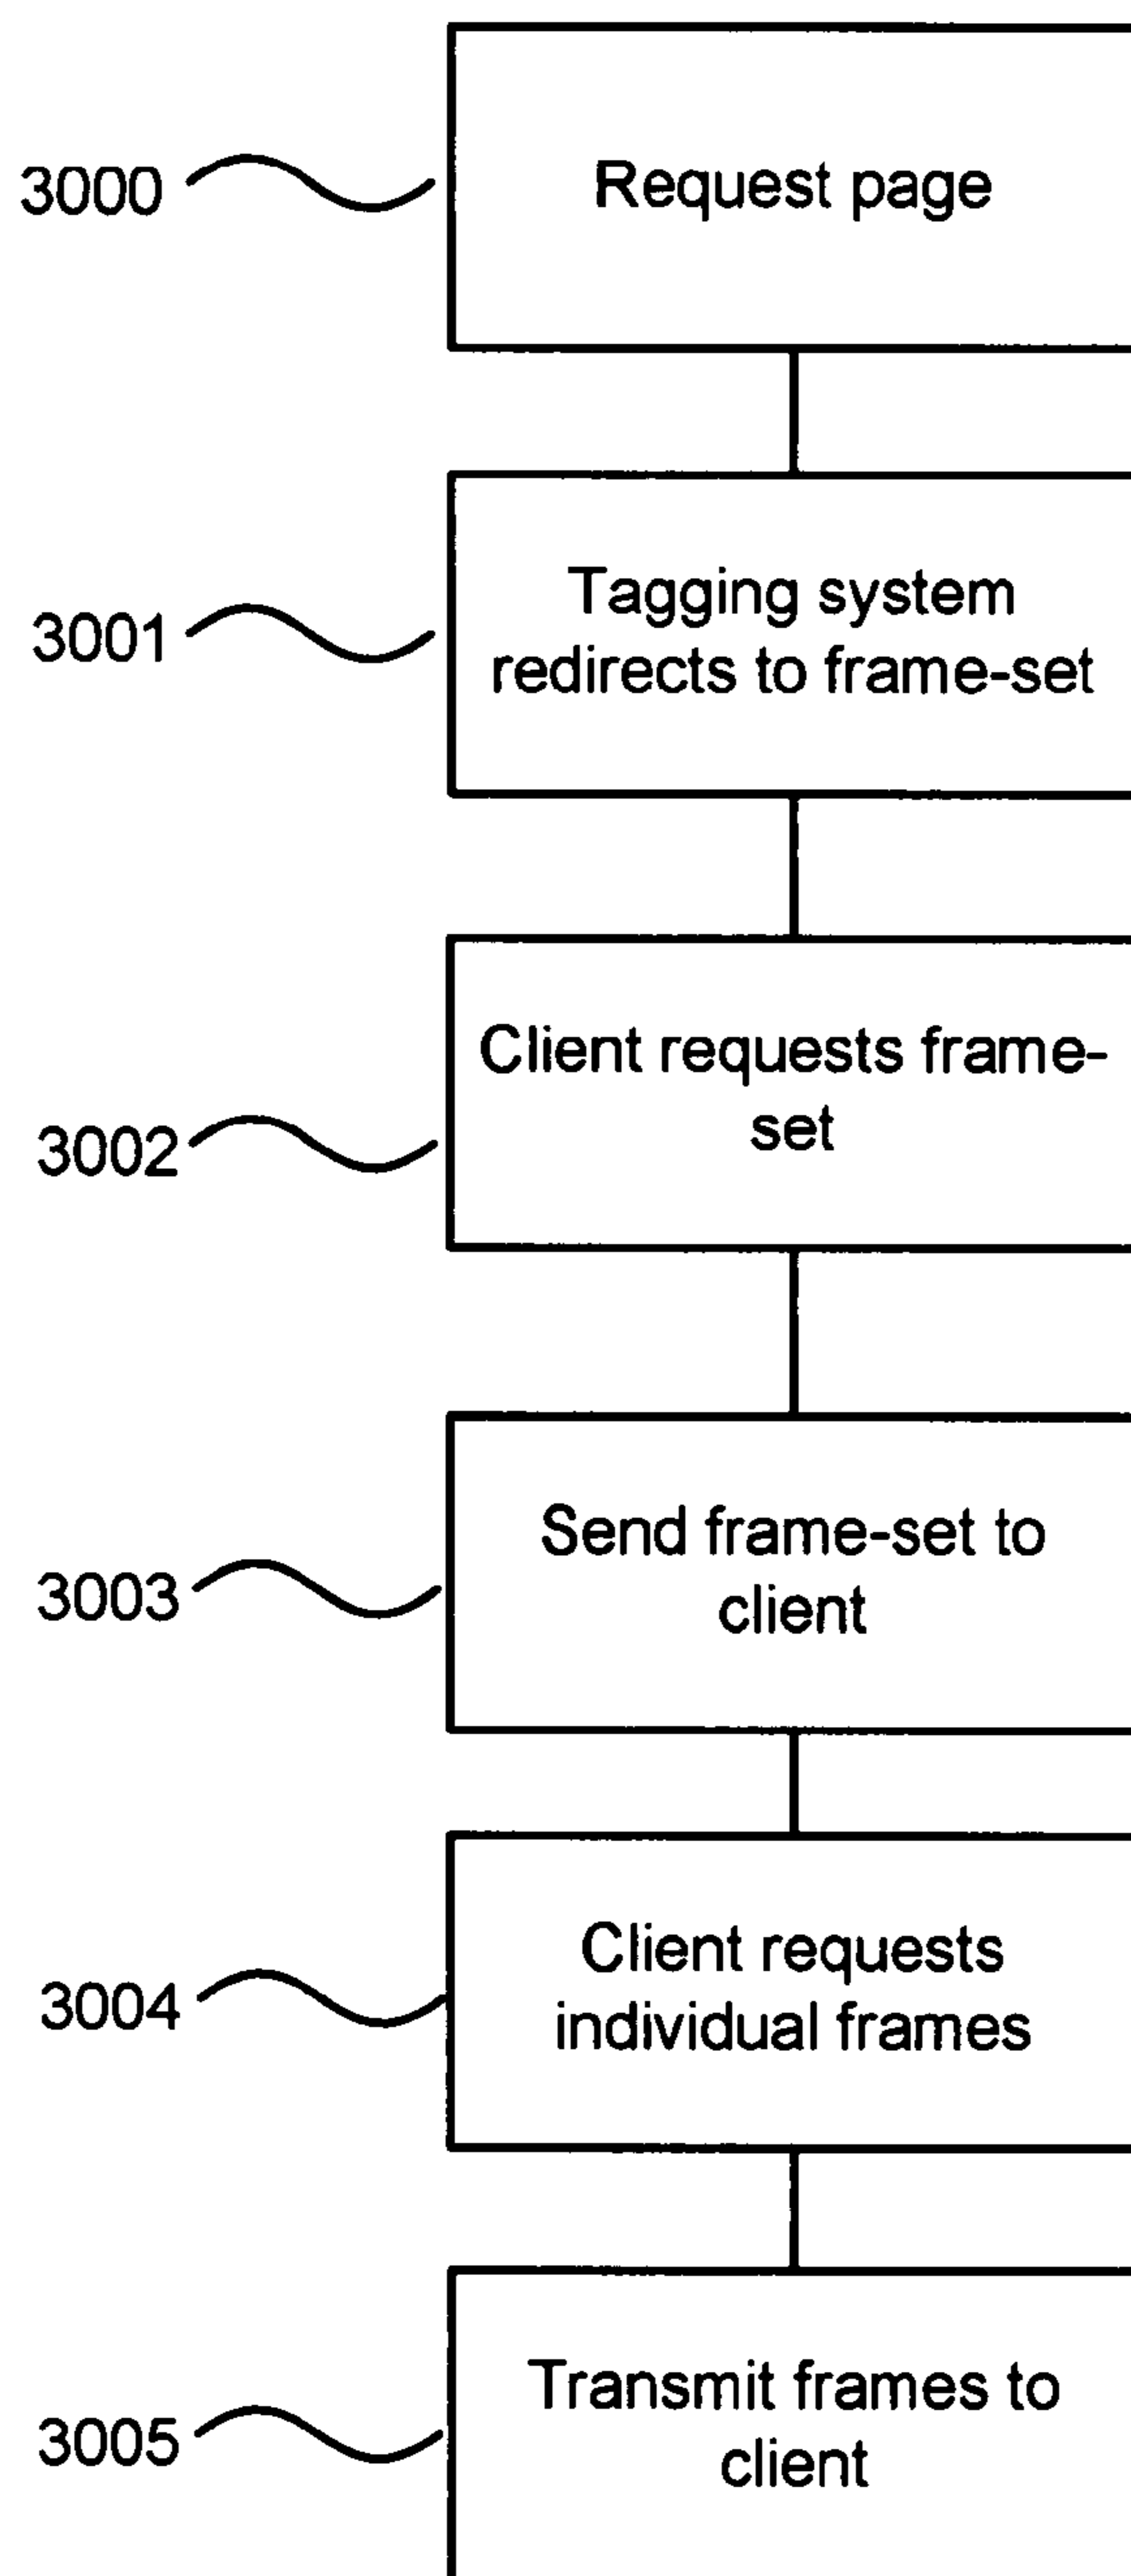 3000
Request page
3001
Tagging system
redirects to frame-set
3002
Client requests frame-
set
3003
Send frame-set to
client
3004
Client requests
individual frames
3005
Transmit frames to
client